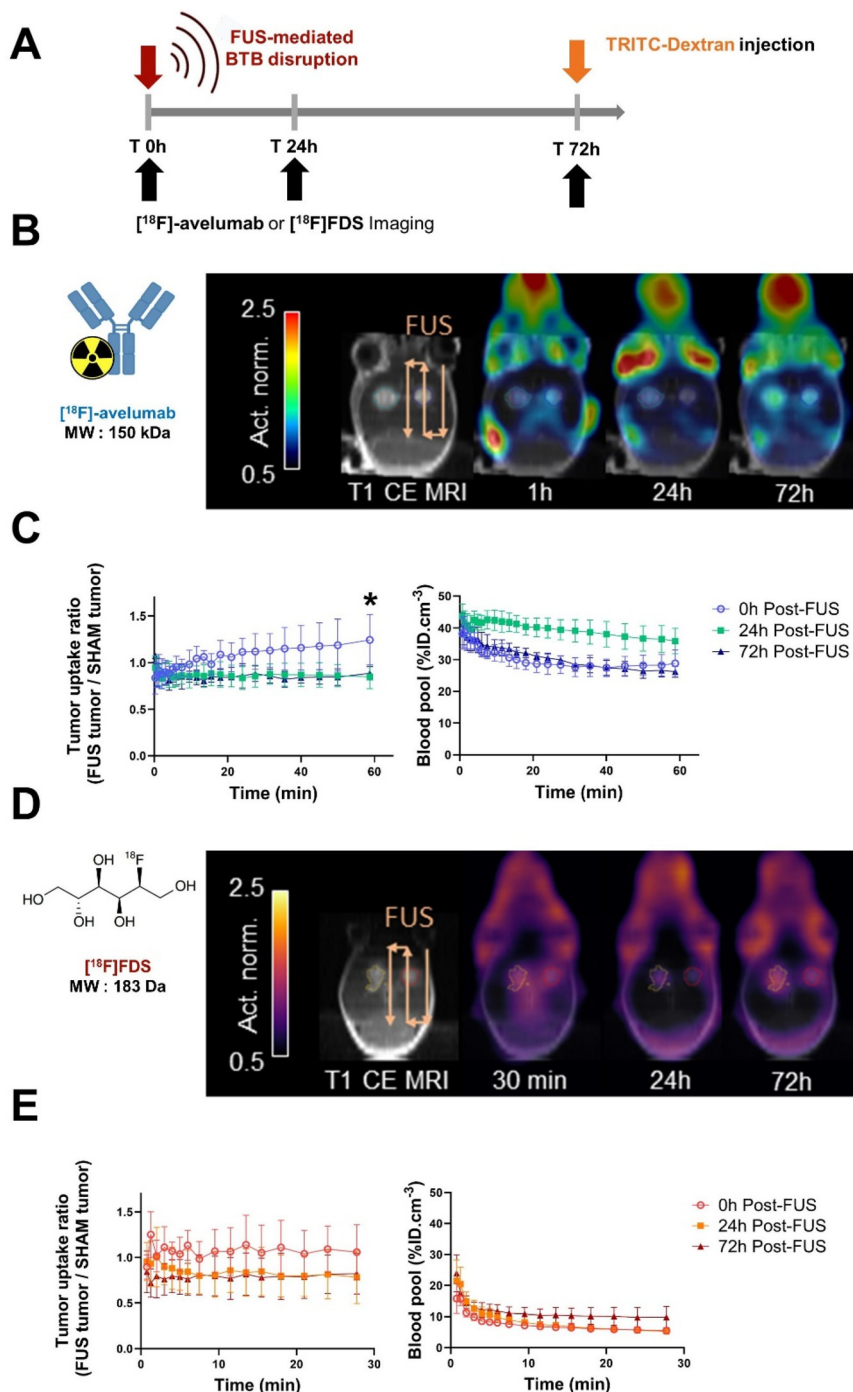 A
FUS-mediated
BTB disruption
TRITC-Dextran injection
T 0h
T 24h
T 72h
[¹⁸F]-avelumab or [¹⁸F]FDS Imaging
B
[¹⁸F]-avelumab
MW : 150 kDa
2.5
Act. norm.
0.5
FUS
T1 CE MRI
1h
24h
72h
C
Tumor uptake ratio
(FUS tumor / SHAM tumor)
1.5
1.0
0.5
0.0
*
0
20
40
60
Time (min)
Blood pool (%ID.cm⁻³)
50
40
30
20
10
0
0
20
40
60
Time (min)
0h Post-FUS
24h Post-FUS
72h Post-FUS
D
HO
OH
OH
¹⁸F
OH
OH
OH
[¹⁸F]FDS
MW : 183 Da
2.5
Act. norm.
0.5
FUS
T1 CE MRI
30 min
24h
72h
E
Tumor uptake ratio
(FUS tumor / SHAM tumor)
1.5
1.0
0.5
0.0
0
10
20
30
Time (min)
Blood pool (%ID.cm⁻³)
50
40
30
20
10
0
0
10
20
30
Time (min)
0h Post-FUS
24h Post-FUS
72h Post-FUS